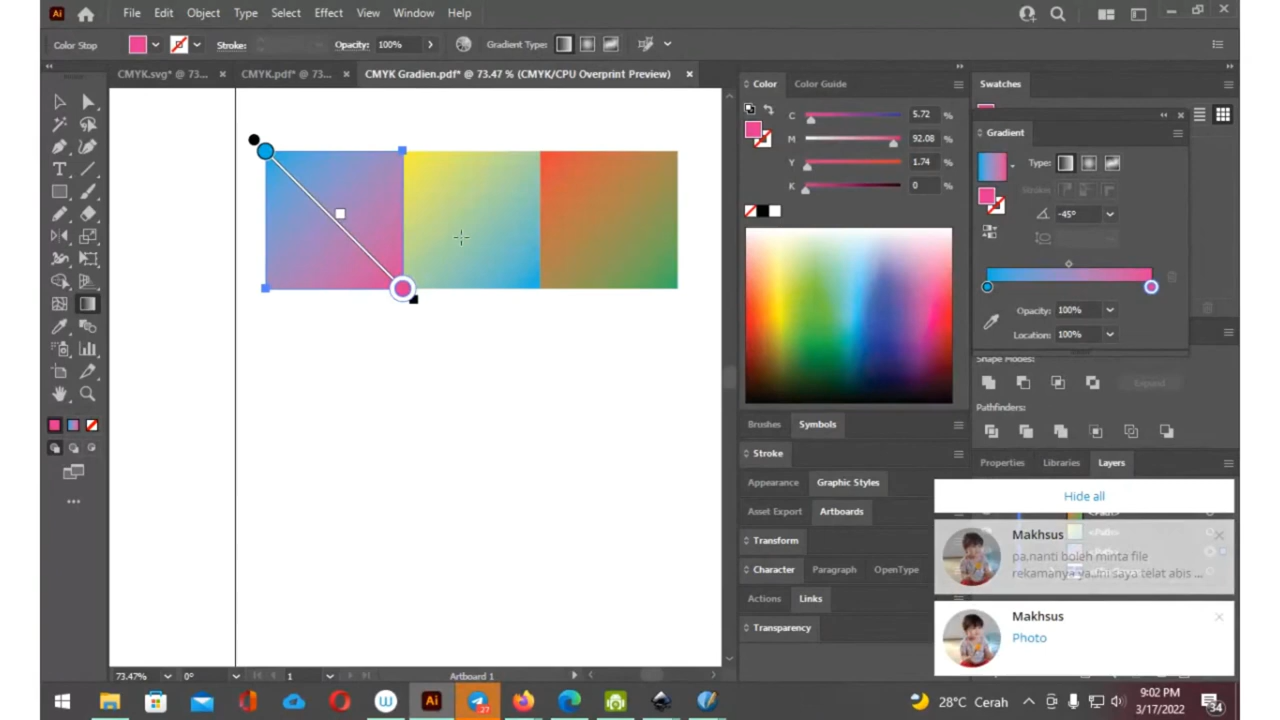 Ai File Edit Object Type Select Effect View Window Help
Color Stop Stroke: Opacity: 100% Gradient Type:
CMYK.svg* @ 73... × CMYK.pdf* @ 73... × CMYK Gradien.pdf* @ 73.47 % (CMYK/CPU Overprint Preview) ×
Color Color Guide
C 5.72 %
M 92.08 %
Y 1.74 %
K 0 %
Swatches
Gradient
Type:
Stroke:
-45°
Opacity: 100%
Location: 100%
Shape Modes:
Expand
Pathfinders:
Brushes Symbols
Stroke
Appearance Graphic Styles
Asset Export Artboards
Transform
Character Paragraph OpenType
Actions Links
Transparency
Properties Libraries Layers
Hide all
Makhsus
pa.nanti boleh minta file
rekamanya ya..ini saya telat abis ...
Makhsus
Photo
73.47% 0° 1 Artboard 1
W Ai 27 28°C Cerah 9:02 PM
3/17/2022 34